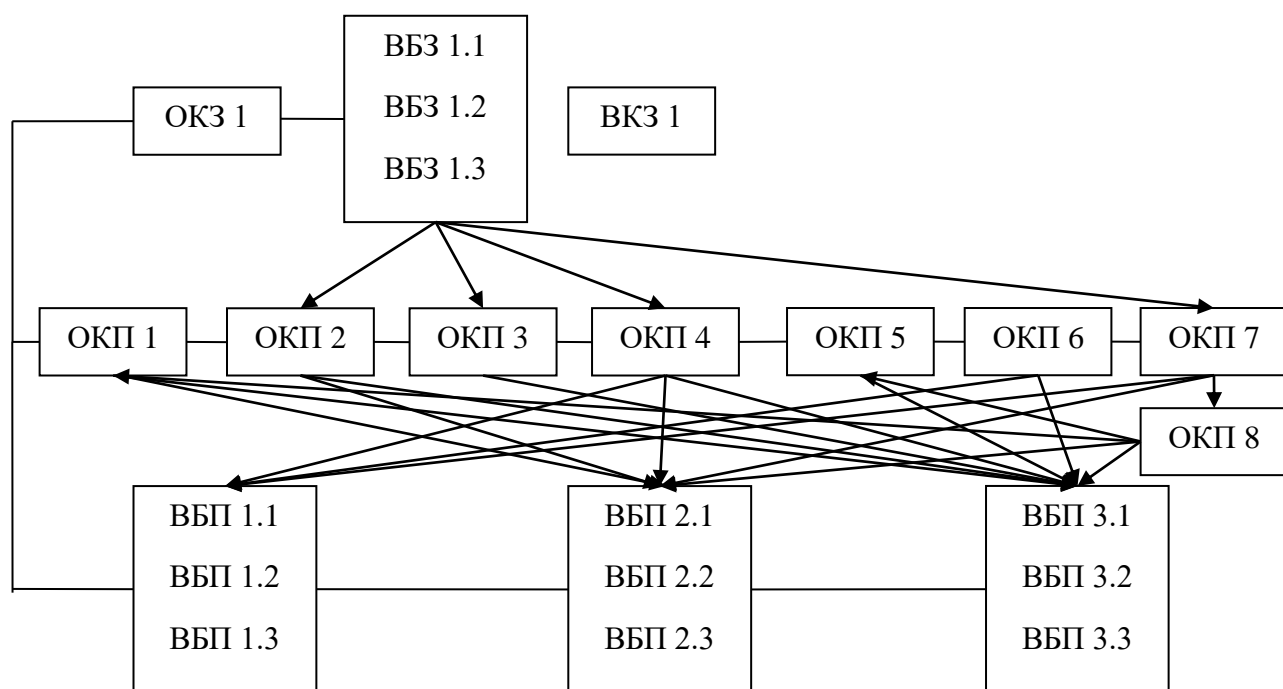 ВБЗ 1.1
ВБЗ 1.2
ВБЗ 1.3
ОКЗ 1
ВКЗ 1
ОКП 1
ОКП 2
ОКП 3
ОКП 4
ОКП 5
ОКП 6
ОКП 7
ОКП 8
ВБП 1.1
ВБП 1.2
ВБП 1.3
ВБП 2.1
ВБП 2.2
ВБП 2.3
ВБП 3.1
ВБП 3.2
ВБП 3.3